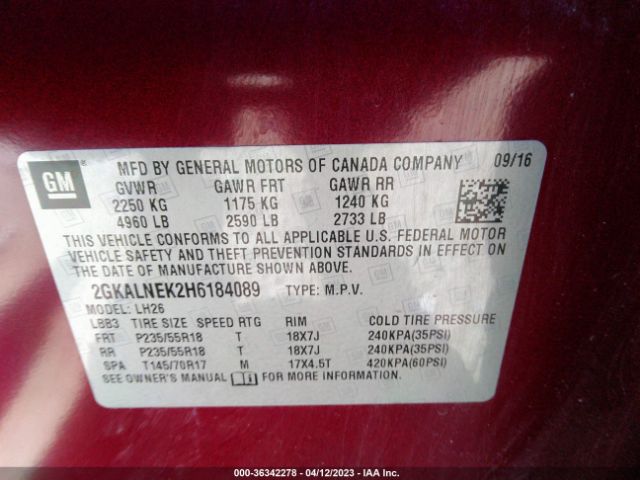 GM
MFD BY GENERAL MOTORS OF CANADA COMPANY 09/16
GVWR GAWR FRT GAWR RR
2250 KG 1175 KG 1240 KG
4960 LB 2590 LB 2733 LB
THIS VEHICLE CONFORMS TO ALL APPLICABLE U.S. FEDERAL MOTOR
VEHICLE SAFETY AND THEFT PREVENTION STANDARDS IN EFFECT ON
THE DATE OF MANUFACTURE SHOWN ABOVE.
2GKALNEK2H6184089 TYPE: M.P.V.
MODEL: LH26
LBB3 TIRE SIZE SPEED RTG RIM COLD TIRE PRESSURE
FRT P235/55R18 T 18X7J 240KPA(35PSI)
RR P235/55R18 T 18X7J 240KPA(35PSI)
SPA T145/70R17 M 17X4.5T 420KPA(60PSI)
SEE OWNER'S MANUAL FOR MORE INFORMATION.
000-36342278 - 04/12/2023 - IAA Inc.